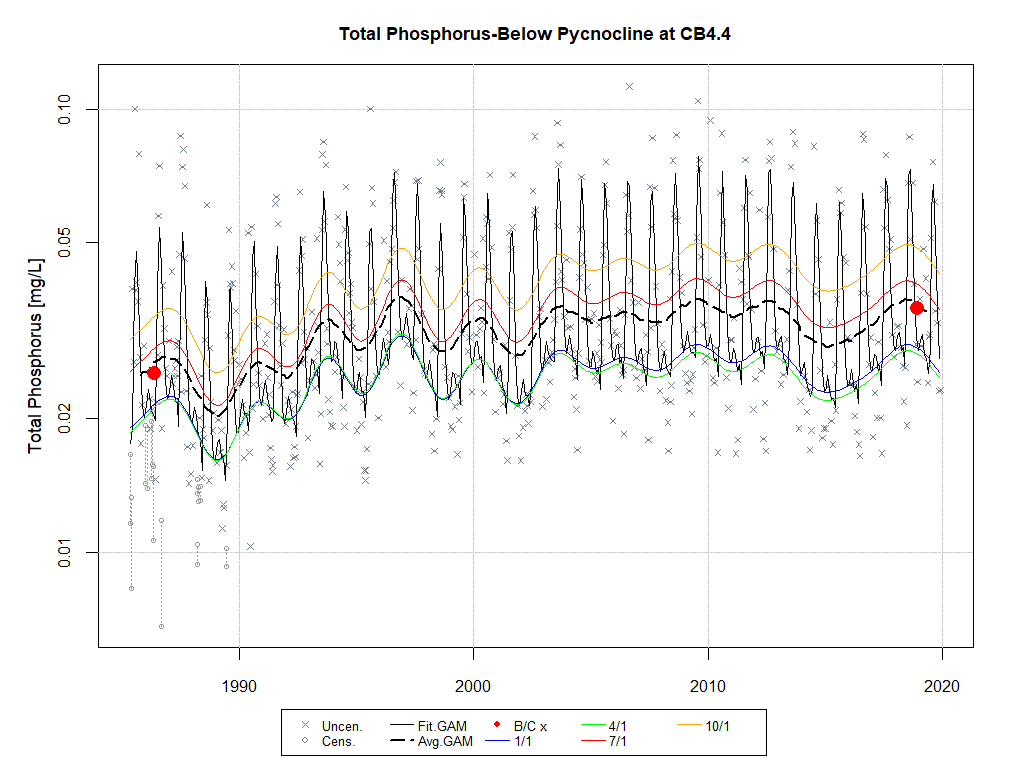 Total Phosphorus-Below Pycnocline at CB4.4
Total Phosphorus [mg/L]
0.10
0.05
0.02
0.01
1990 2000 2010 2020
Uncen. Fit.GAM B/C x 4/1 10/1
Cens. Avg.GAM 1/1 7/1